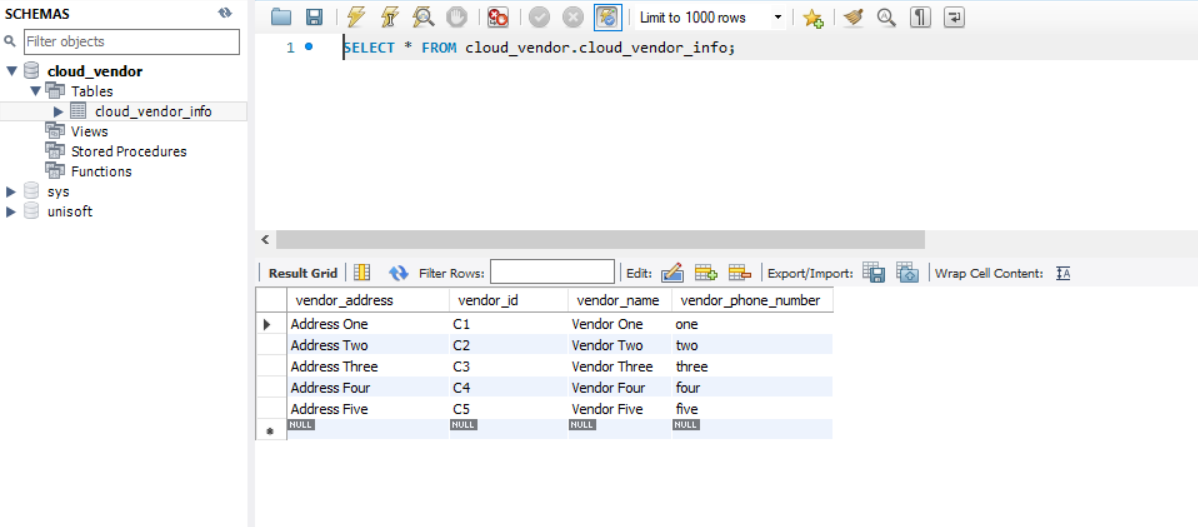 SCHEMAS
Filter objects
cloud_vendor
Tables
cloud_vendor_info
Views
Stored Procedures
Functions
sys
unisoft
Limit to 1000 rows
1 SELECT * FROM cloud_vendor.cloud_vendor_info;
Result Grid Filter Rows: Edit: Export/Import: Wrap Cell Content:
vendor_address vendor_id vendor_name vendor_phone_number
Address One C1 Vendor One one
Address Two C2 Vendor Two two
Address Three C3 Vendor Three three
Address Four C4 Vendor Four four
Address Five C5 Vendor Five five
NULL NULL NULL NULL